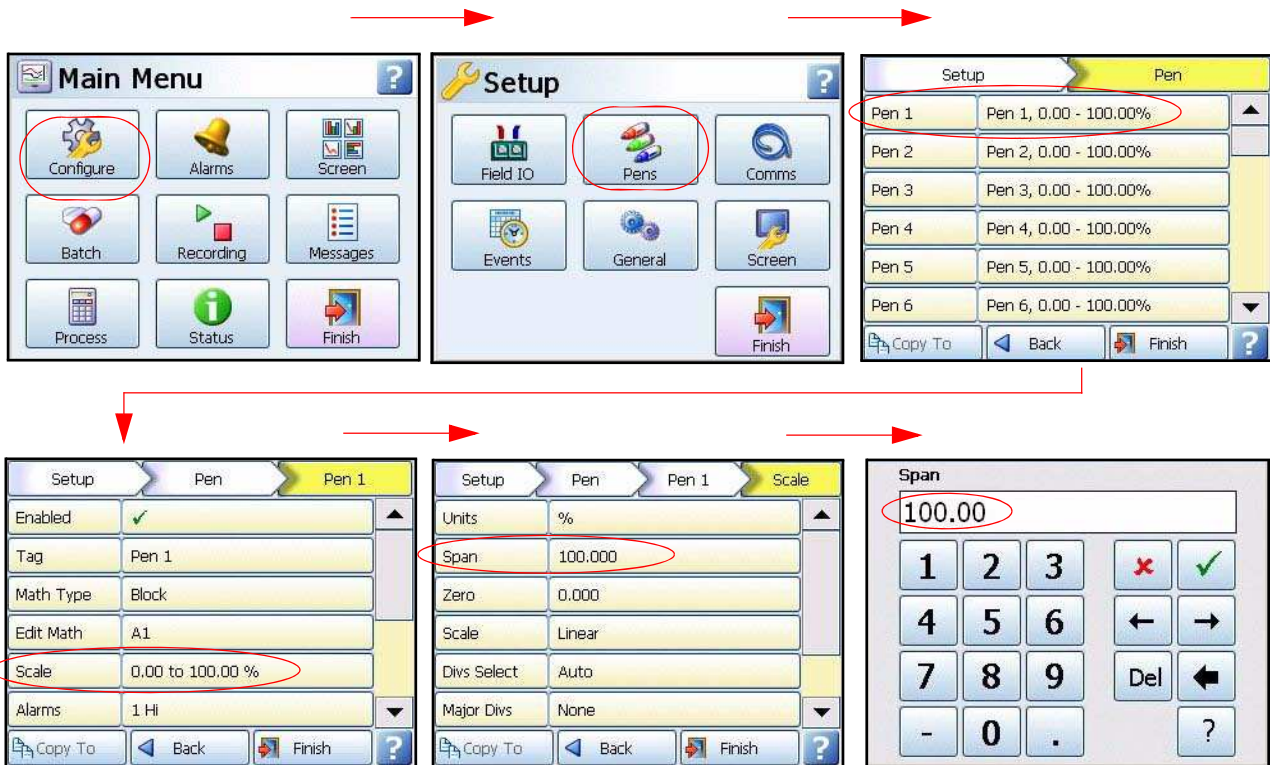 Main Menu ?
Configure Alarms Screen
Batch Recording Messages
Process Status Finish
Setup ?
Field IO Pens Comms
Events General Screen
Finish
Setup Pen
Pen 1 Pen 1, 0.00 - 100.00%
Pen 2 Pen 2, 0.00 - 100.00%
Pen 3 Pen 3, 0.00 - 100.00%
Pen 4 Pen 4, 0.00 - 100.00%
Pen 5 Pen 5, 0.00 - 100.00%
Pen 6 Pen 6, 0.00 - 100.00%
Copy To Back Finish ?
Setup Pen Pen 1
Enabled ✓
Tag Pen 1
Math Type Block
Edit Math A1
Scale 0.00 to 100.00 %
Alarms 1 Hi
Copy To Back Finish ?
Setup Pen Pen 1 Scale
Units %
Span 100.000
Zero 0.000
Scale Linear
Divs Select Auto
Major Divs None
Copy To Back Finish ?
Span
100.00
1 2 3
4 5 6
7 8 9 Del
- 0 . ?